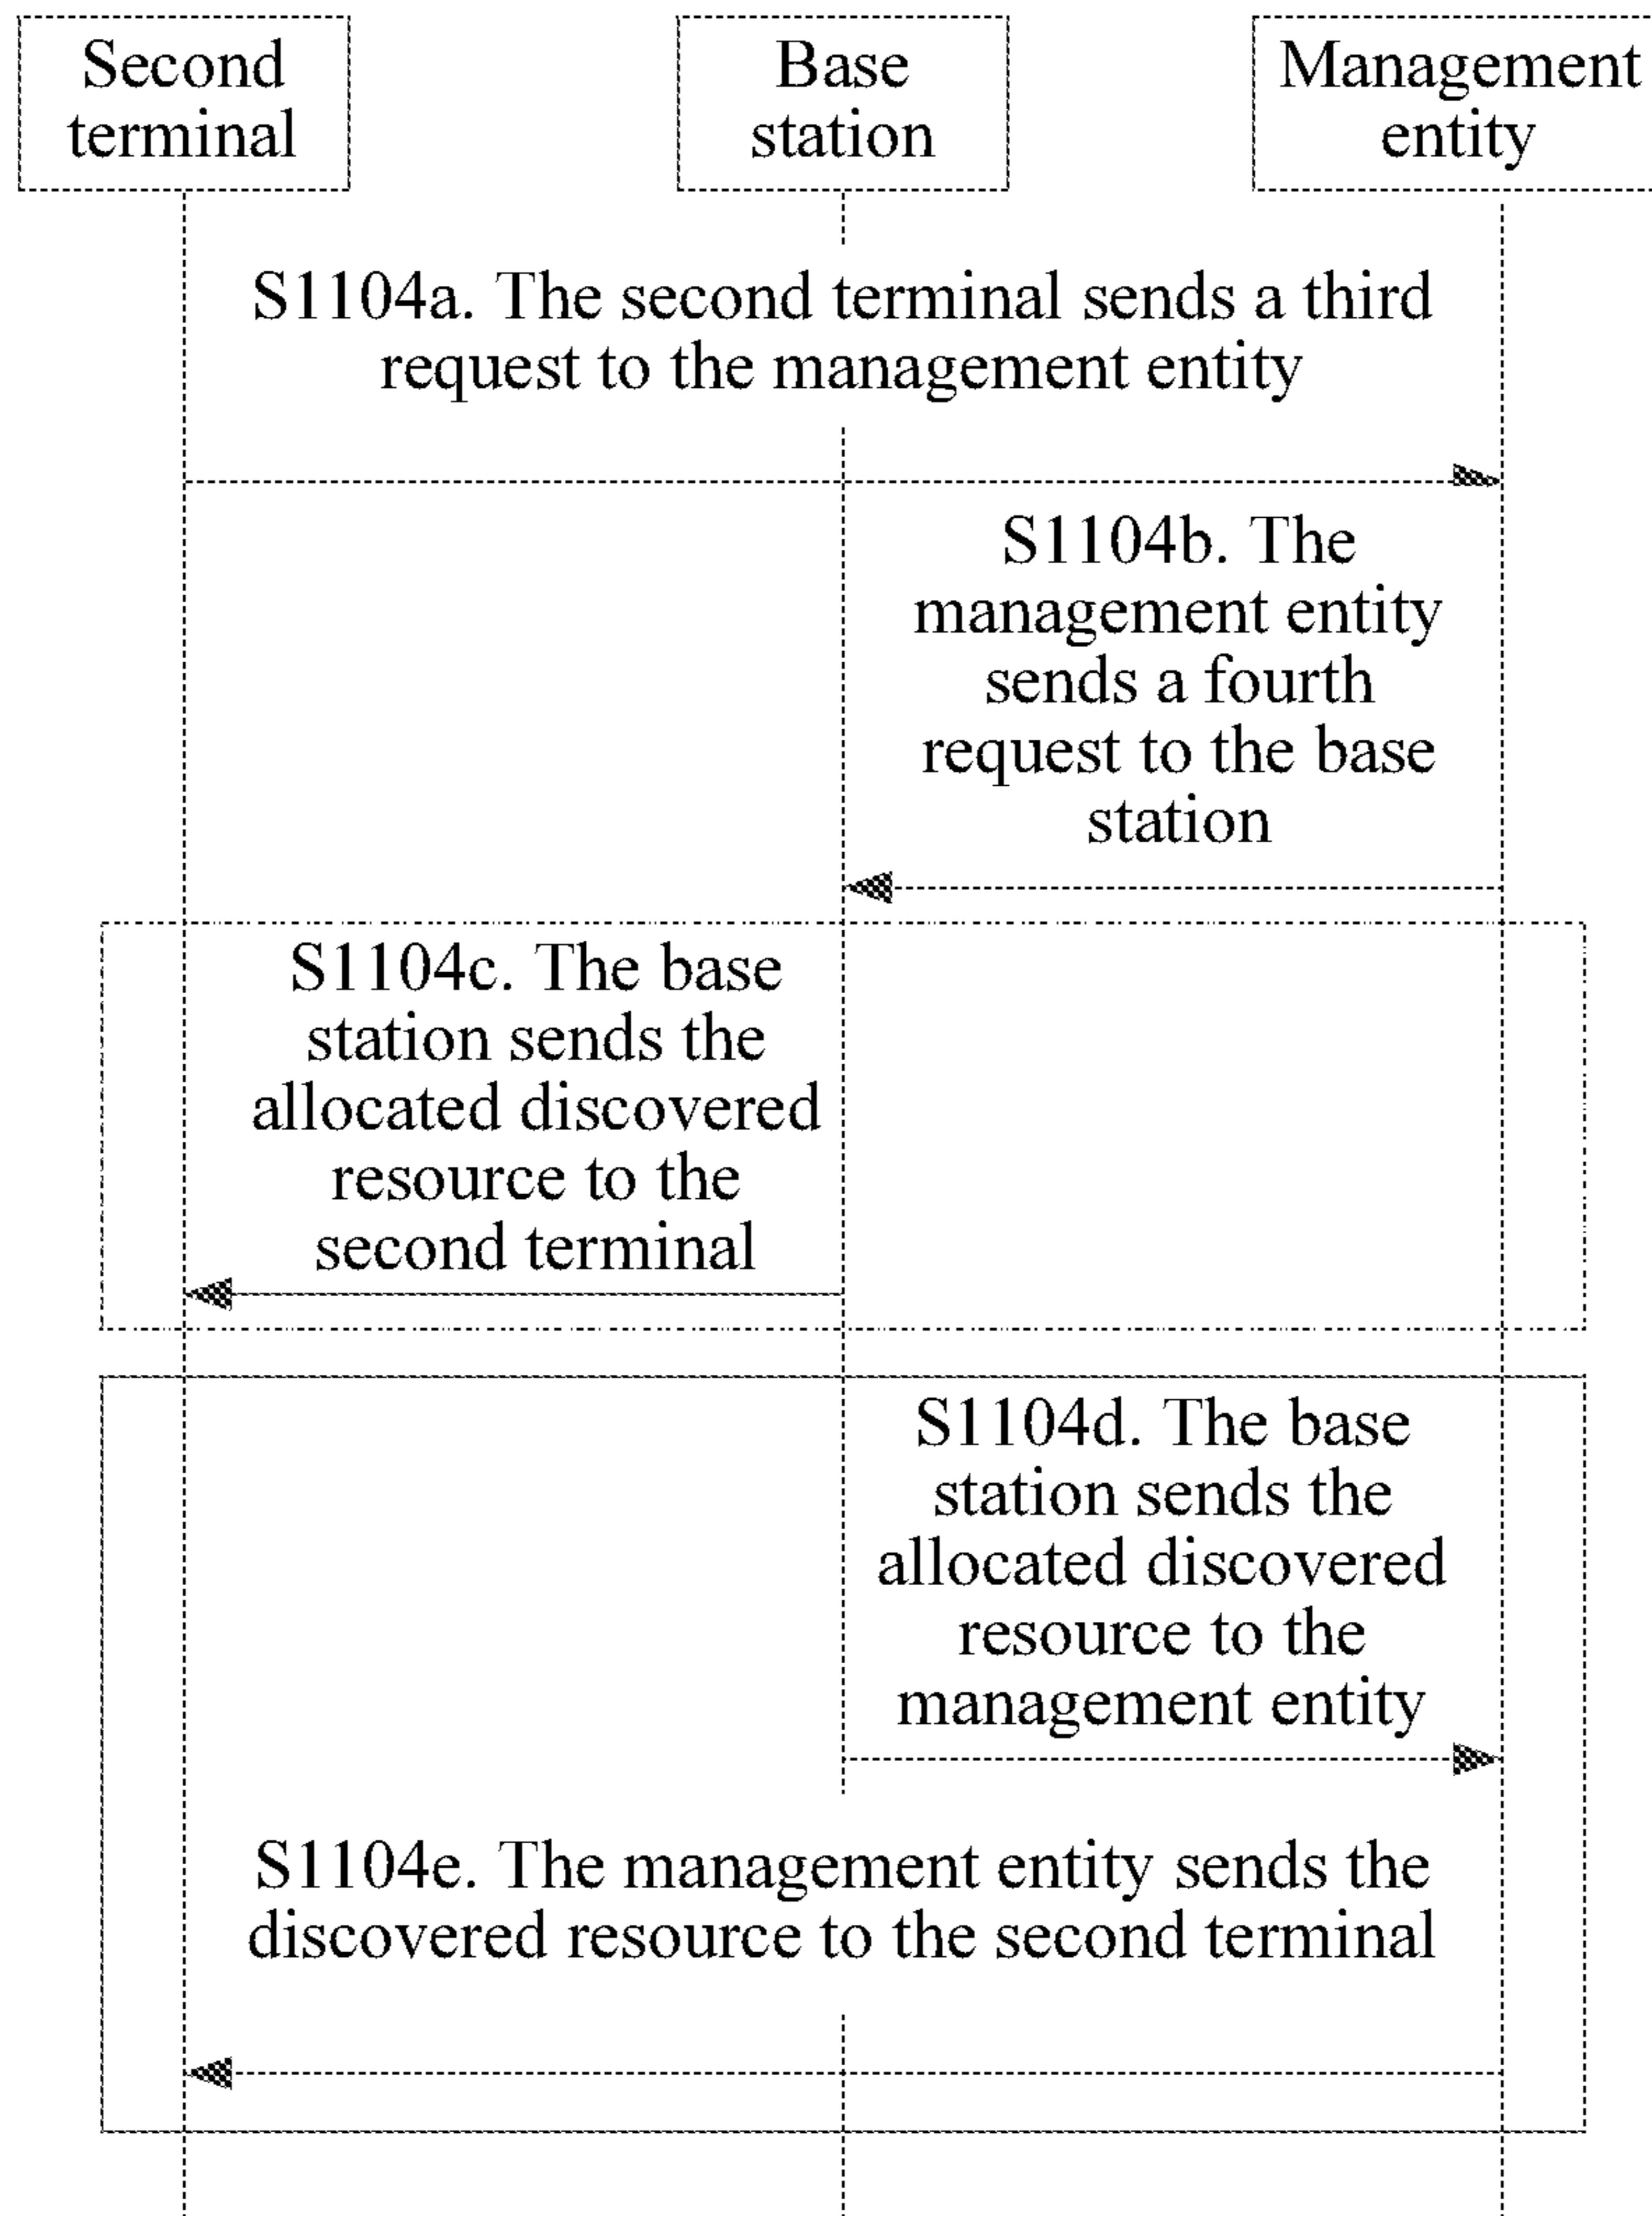 Second
terminal
Base
station
Management
entity
S1104a. The second terminal sends a third
request to the management entity
S1104b. The
management entity
sends a fourth
request to the base
station
S1104c. The base
station sends the
allocated discovered
resource to the
second terminal
S1104d. The base
station sends the
allocated discovered
resource to the
management entity
S1104e. The management entity sends the
discovered resource to the second terminal